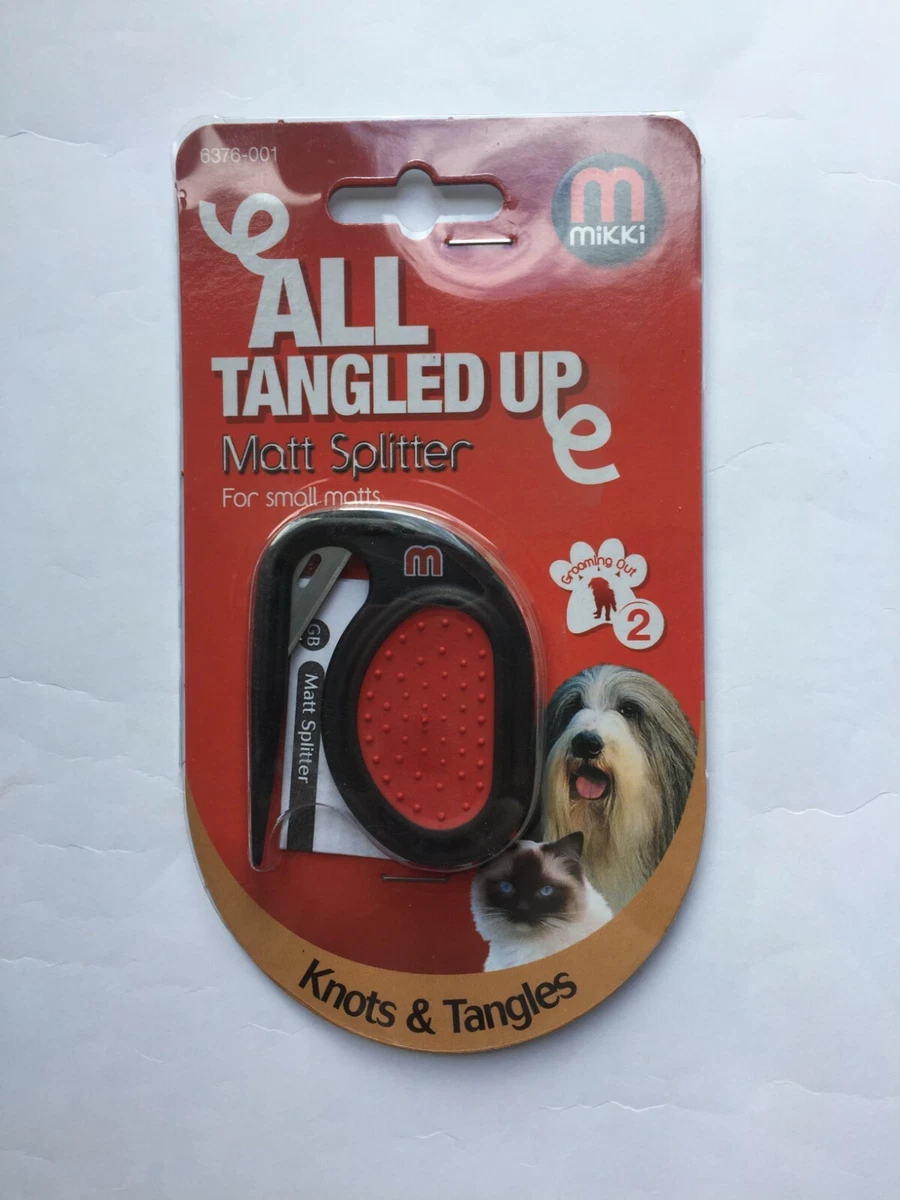 6376-001
m
mikki
ALL
TANGLED UP
Matt Splitter
For small matts
m
Grooming Out
2
GB
Matt Splitter
Knots & Tangles